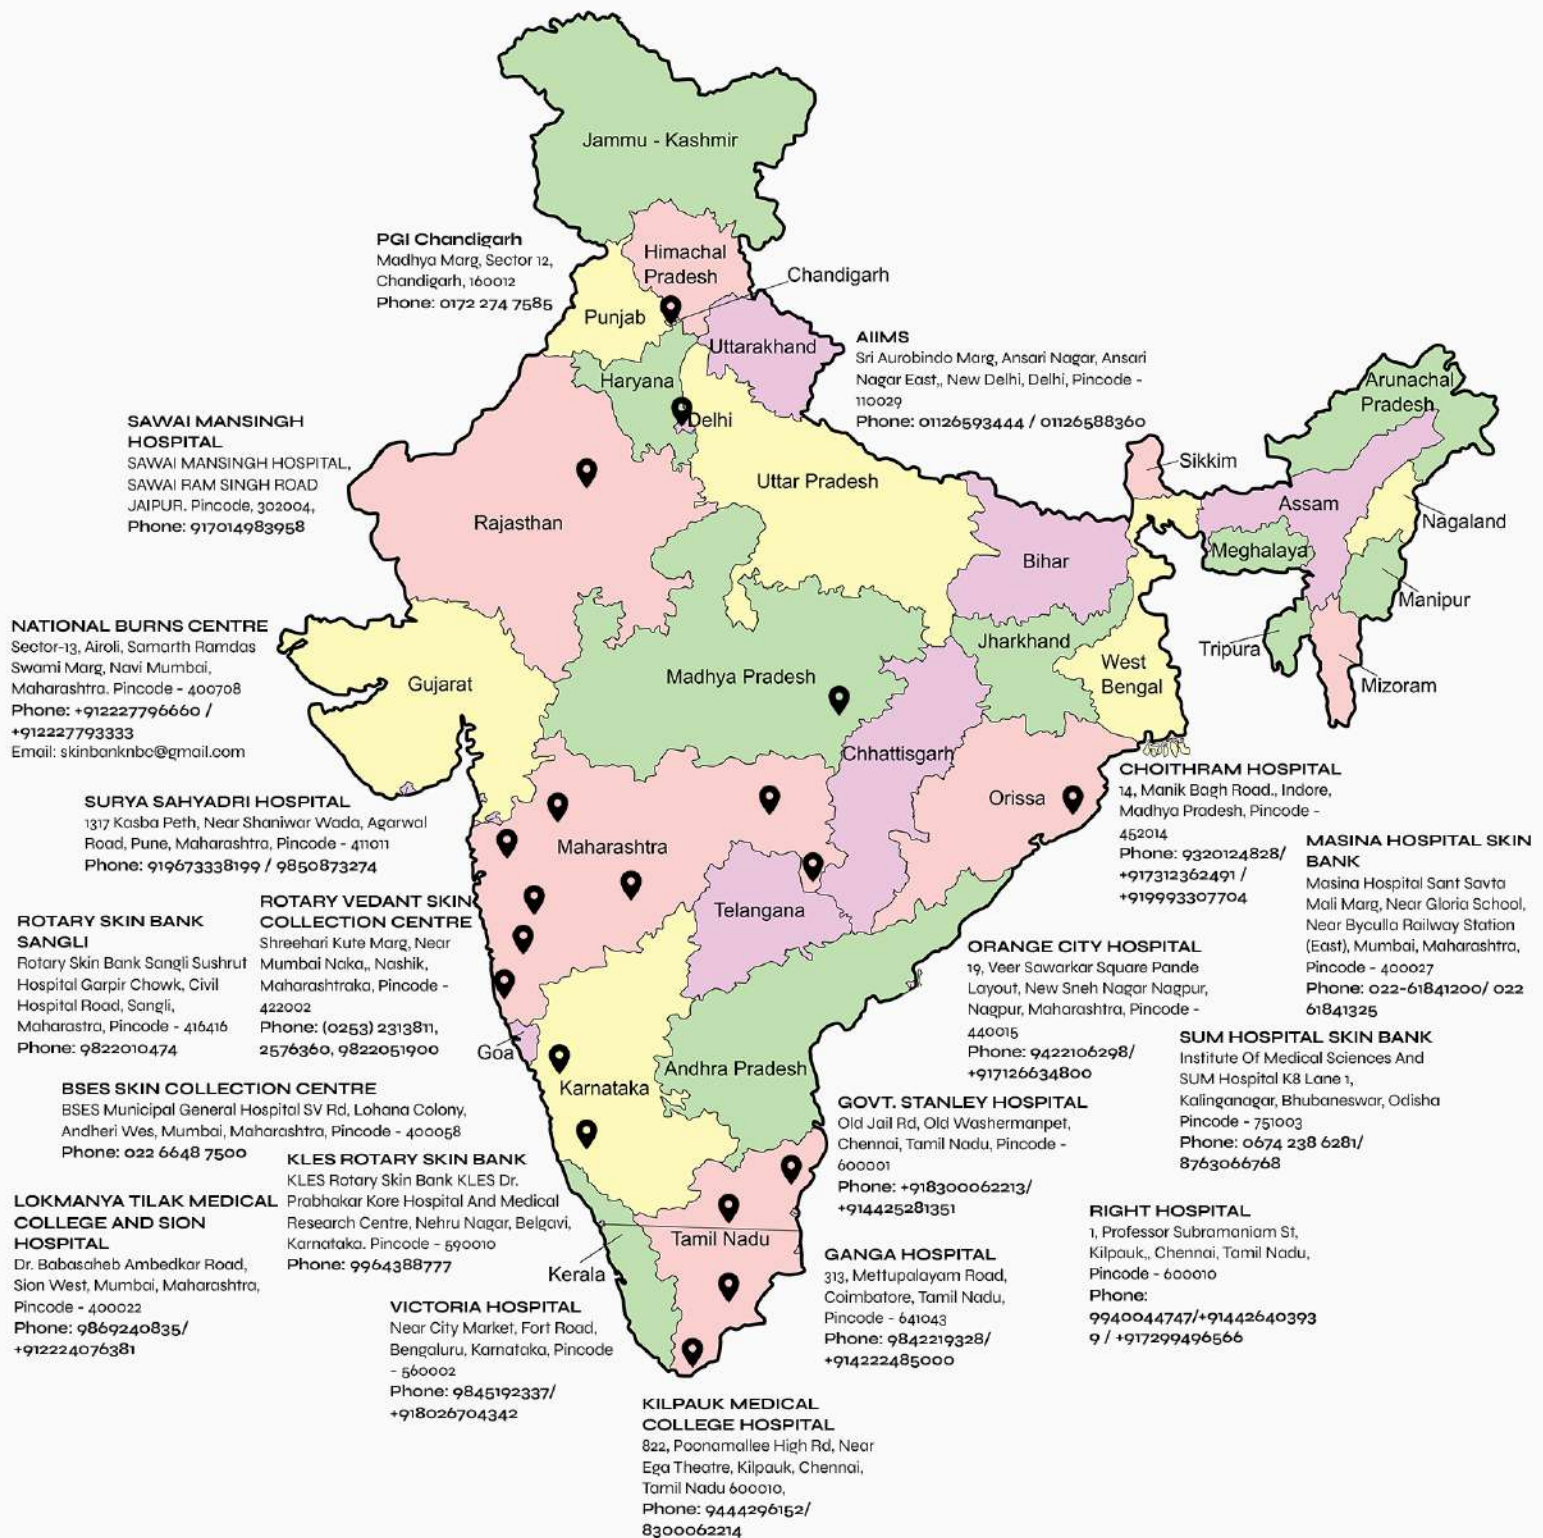 Jammu - Kashmir
PGI Chandigarh
Madhya Marg, Sector 12,
Chandigarh, 160012
Phone: 0172 274 7585
Himachal
Pradesh
Chandigarh
Punjab
Uttarakhand
AIIMS
Sri Aurobindo Marg, Ansari Nagar, Ansari
Nagar East,, New Delhi, Delhi, Pincode -
110029
Phone: 01126593444 / 01126588360
Haryana
Delhi
Arunachal
Pradesh
SAWAI MANSINGH
HOSPITAL
SAWAI MANSINGH HOSPITAL,
SAWAI RAM SINGH ROAD
JAIPUR. Pincode, 302004,
Phone: 917014983958
Rajasthan
Uttar Pradesh
Sikkim
Assam
Nagaland
Bihar
Meghalaya
Manipur
Tripura
Mizoram
NATIONAL BURNS CENTRE
Sector-13, Airoli, Samarth Ramdas
Swami Marg, Navi Mumbai,
Maharashtra. Pincode - 400708
Phone: +912227796660 /
+912227793333
Email: skinbanknbc@gmail.com
Gujarat
Madhya Pradesh
Jharkhand
West
Bengal
Chhattisgarh
Orissa
Maharashtra
Telangana
SURYA SAHYADRI HOSPITAL
1317 Kasba Peth, Near Shaniwar Wada, Agarwal
Road, Pune, Maharashtra, Pincode - 411011
Phone: 919673338199 / 9850873274
CHOITHRAM HOSPITAL
14, Manik Bagh Road., Indore,
Madhya Pradesh, Pincode -
452014
Phone: 9320124828/
+917312362491 /
+919993307704
MASINA HOSPITAL SKIN
BANK
Masina Hospital Sant Savta
Mali Marg, Near Gloria School,
Near Byculla Railway Station
(East), Mumbai, Maharashtra,
Pincode - 400027
Phone: 022-61841200/ 022
61841325
ROTARY SKIN BANK
SANGLI
Rotary Skin Bank Sangli Sushrut
Hospital Garpir Chowk, Civil
Hospital Road, Sangli,
Maharastra, Pincode - 416416
Phone: 9822010474
ROTARY VEDANT SKIN
COLLECTION CENTRE
Shreehari Kute Marg, Near
Mumbai Naka,, Nashik,
Maharashtraka, Pincode -
422002
Phone: (0253) 2313811,
2576360, 9822051900
ORANGE CITY HOSPITAL
19, Veer Sawarkar Square Pande
Layout, New Sneh Nagar Nagpur,
Nagpur, Maharashtra, Pincode -
440015
Phone: 9422106298/
+917126634800
Goa
Karnataka
Andhra Pradesh
SUM HOSPITAL SKIN BANK
Institute Of Medical Sciences And
SUM Hospital K8 Lane 1,
Kalinganagar, Bhubaneswar, Odisha
Pincode - 751003
Phone: 0674 238 6281/
8763066768
BSES SKIN COLLECTION CENTRE
BSES Municipal General Hospital SV Rd, Lohana Colony,
Andheri Wes, Mumbai, Maharashtra, Pincode - 400058
Phone: 022 6648 7500
GOVT. STANLEY HOSPITAL
Old Jail Rd, Old Washermanpet,
Chennai, Tamil Nadu, Pincode -
600001
Phone: +918300062213/
+914425281351
KLES ROTARY SKIN BANK
KLES Rotary Skin Bank KLES Dr.
Prabhakar Kore Hospital And Medical
Research Centre, Nehru Nagar, Belgavi,
Karnataka. Pincode - 590010
Phone: 9964388777
LOKMANYA TILAK MEDICAL
COLLEGE AND SION
HOSPITAL
Dr. Babasaheb Ambedkar Road,
Sion West, Mumbai, Maharashtra,
Pincode - 400022
Phone: 9869240835/
+912224076381
Tamil Nadu
Kerala
RIGHT HOSPITAL
1, Professor Subramaniam St,
Kilpauk,, Chennai, Tamil Nadu,
Pincode - 600010
Phone:
9940044747/+91442640393
9 / +917299496566
GANGA HOSPITAL
313, Mettupalayam Road,
Coimbatore, Tamil Nadu,
Pincode - 641043
Phone: 9842219328/
+914222485000
VICTORIA HOSPITAL
Near City Market, Fort Road,
Bengaluru, Karnataka, Pincode
- 560002
Phone: 9845192337/
+918026704342
KILPAUK MEDICAL
COLLEGE HOSPITAL
822, Poonamallee High Rd, Near
Ega Theatre, Kilpauk, Chennai,
Tamil Nadu 600010,
Phone: 9444296152/
8300062214